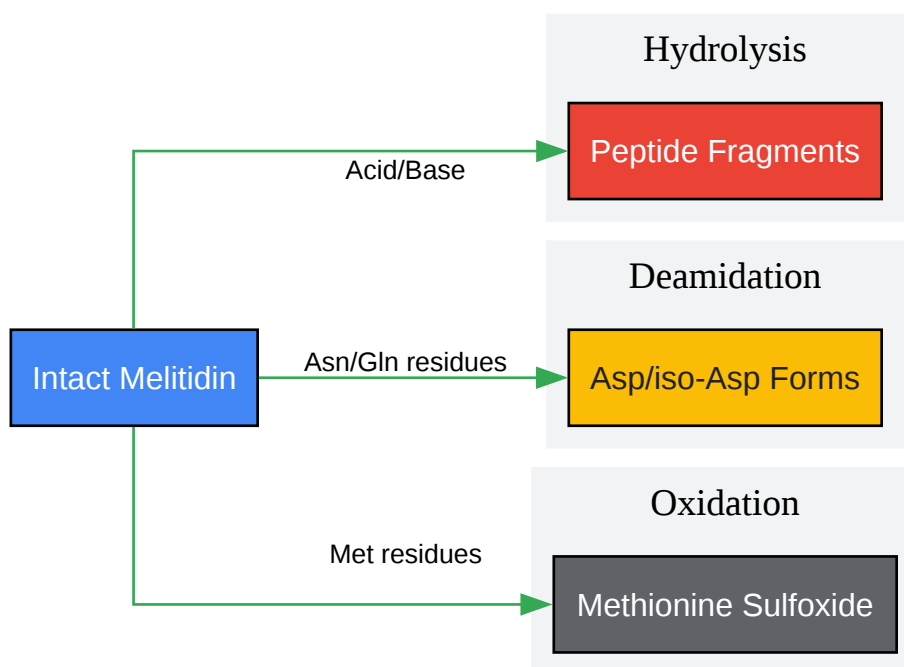 Hydrolysis
Peptide Fragments
Acid/Base
Deamidation
Intact Melitidin
Asn/Gln residues
Asp/iso-Asp Forms
Oxidation
Met residues
Methionine Sulfoxide